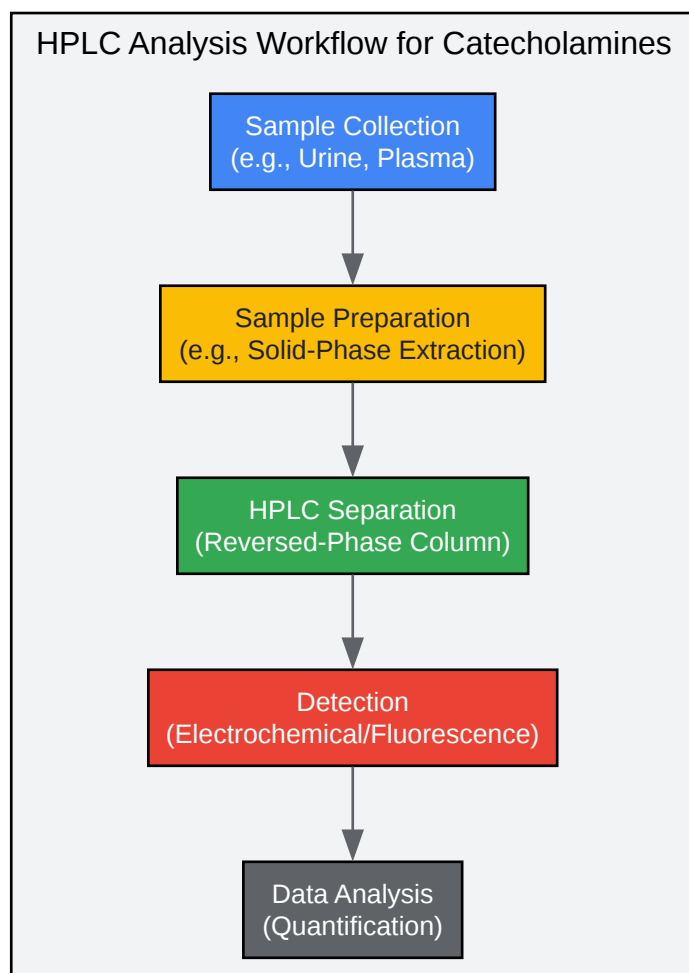 HPLC Analysis Workflow for Catecholamines
Sample Collection
(e.g., Urine, Plasma)
Sample Preparation
(e.g., Solid-Phase Extraction)
HPLC Separation
(Reversed-Phase Column)
Detection
(Electrochemical/Fluorescence)
Data Analysis
(Quantification)